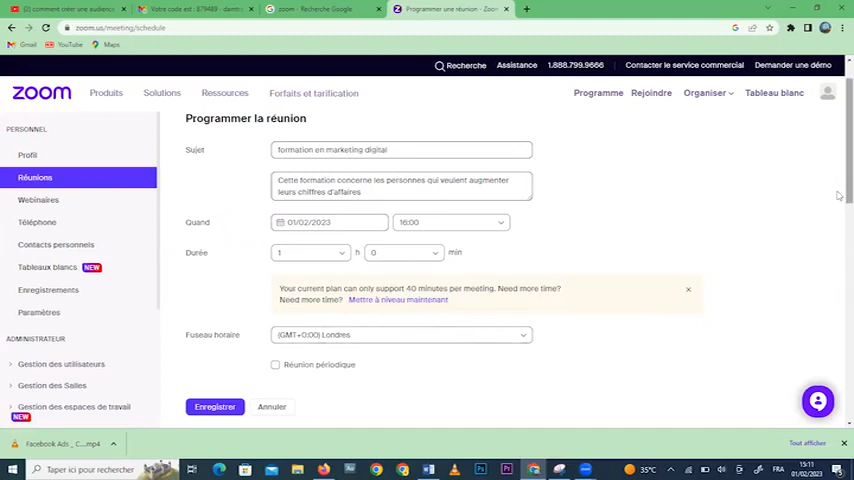 (2) comment créer une audience
Votre code est : 879489 - damtr
zoom - Recherche Google
Programmer une réunion - Zoom
zoom.us/meeting/schedule
Gmail
YouTube
Maps
Recherche
Assistance
1.888.799.9666
Contacter le service commercial
Demander une démo
zoom
Produits
Solutions
Ressources
Forfaits et tarification
Programme
Rejoindre
Organiser
Tableau blanc
PERSONNEL
Profil
Réunions
Webinaires
Téléphone
Contacts personnels
Tableaux blancs NEW
Enregistrements
Paramètres
ADMINISTRATEUR
Gestion des utilisateurs
Gestion des Salles
Gestion des espaces de travail
NEW
Programmer la réunion
Sujet
formation en marketing digital
Cette formation concerne les personnes qui veulent augmenter
leurs chiffres d'affaires
Quand
01/02/2023
16:00
Durée
1
h
0
min
Your current plan can only support 40 minutes per meeting. Need more time?
Need more time? Mettre à niveau maintenant
Fuseau horaire
(GMT+0:00) Londres
Réunion périodique
Enregistrer
Annuler
Facebook Ads _ C....mp4
Tout afficher
Taper ici pour rechercher
35°C
FRA
15:11
01/02/2023